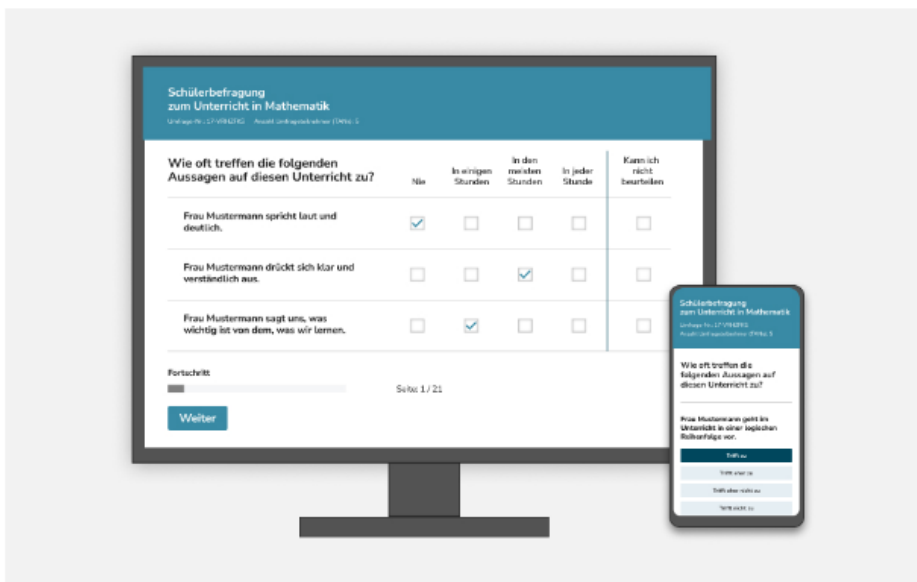 Schülerbefragung
zum Unterricht in Mathematik
Wie oft treffen die folgenden
Aussagen auf diesen Unterricht zu?
Nie
In einigen
Stunden
In den
meisten
Stunden
In jeder
Stunde
Kann ich
nicht
beurteilen
Frau Mustermann spricht laut und
deutlich.
Frau Mustermann drückt sich klar und
verständlich aus.
Frau Mustermann sagt uns, was
wichtig ist von dem, was wir lernen.
Fortschritt
Seite: 1 / 21
Weiter
Schülerbefragung
zum Unterricht in Mathematik
Wie oft treffen die
folgenden Aussagen auf
diesen Unterricht zu?
Frau Mustermann geht im
Unterricht in einer logischen
Reihenfolge vor.
Trifft zu
Trifft eher zu
Trifft eher nicht zu
Trifft nicht zu